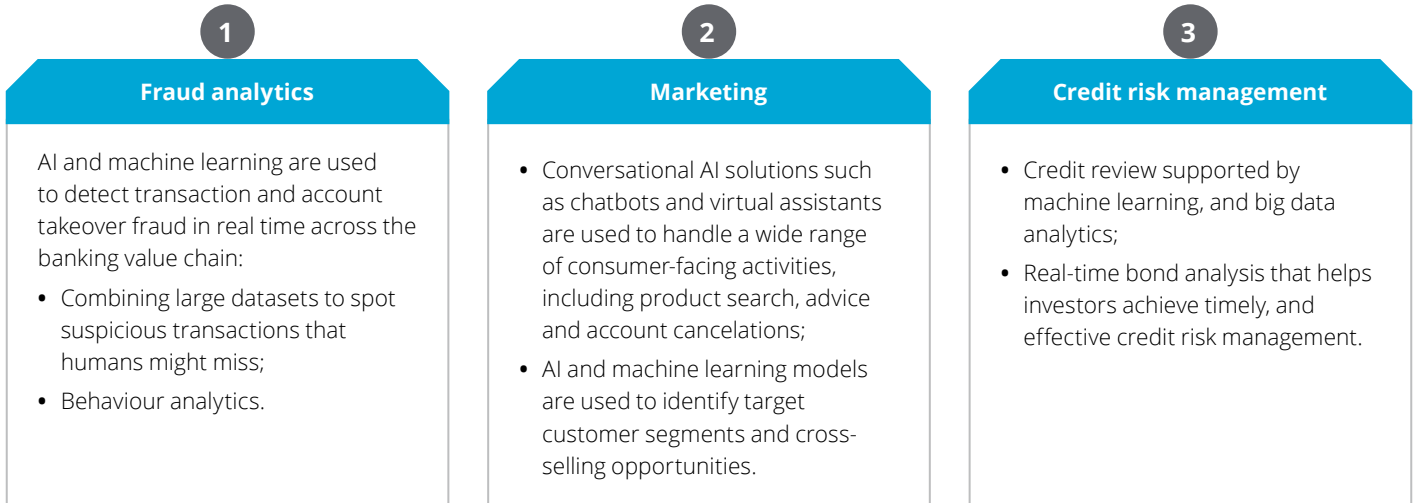 1
Fraud analytics
AI and machine learning are used
to detect transaction and account
takeover fraud in real time across the
banking value chain:
• Combining large datasets to spot
suspicious transactions that
humans might miss;
• Behaviour analytics.
2
Marketing
• Conversational AI solutions such
as chatbots and virtual assistants
are used to handle a wide range
of consumer-facing activities,
including product search, advice
and account cancelations;
• AI and machine learning models
are used to identify target
customer segments and cross-
selling opportunities.
3
Credit risk management
• Credit review supported by
machine learning, and big data
analytics;
• Real-time bond analysis that helps
investors achieve timely, and
effective credit risk management.